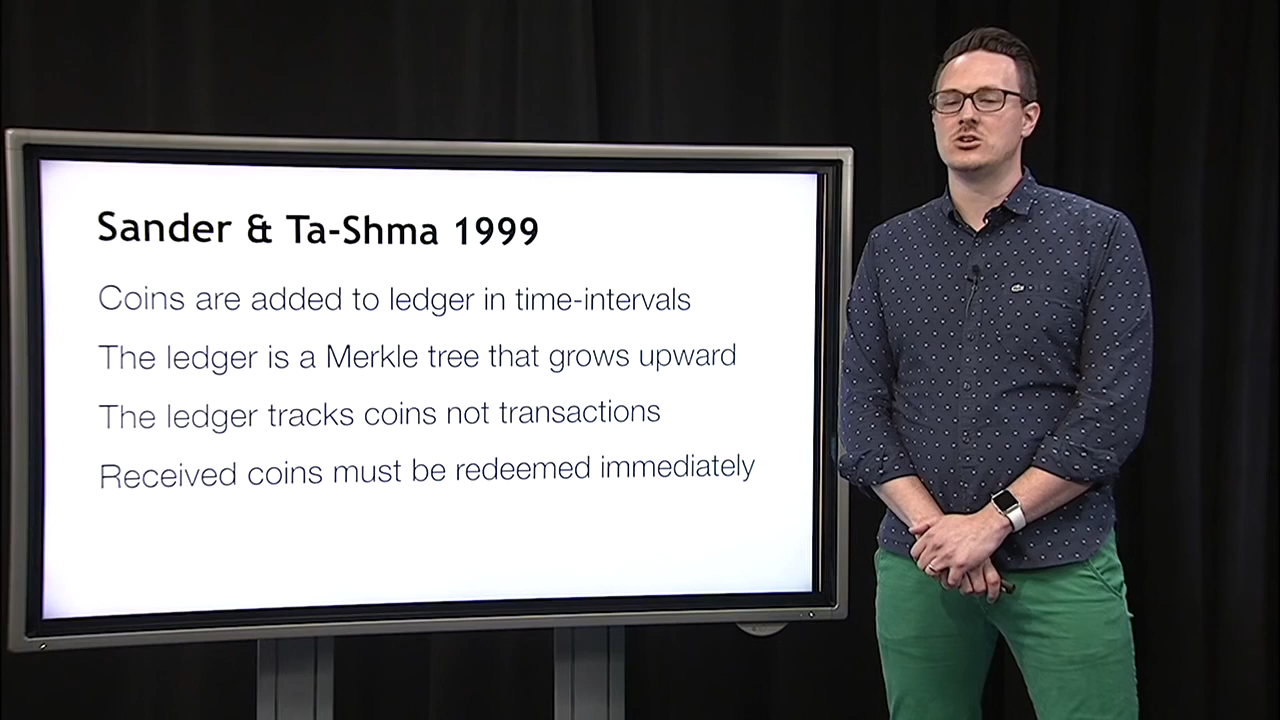 Sander & Ta-Shma 1999
Coins are added to ledger in time-intervals
The ledger is a Merkle tree that grows upward
The ledger tracks coins not transactions
Received coins must be redeemed immediately